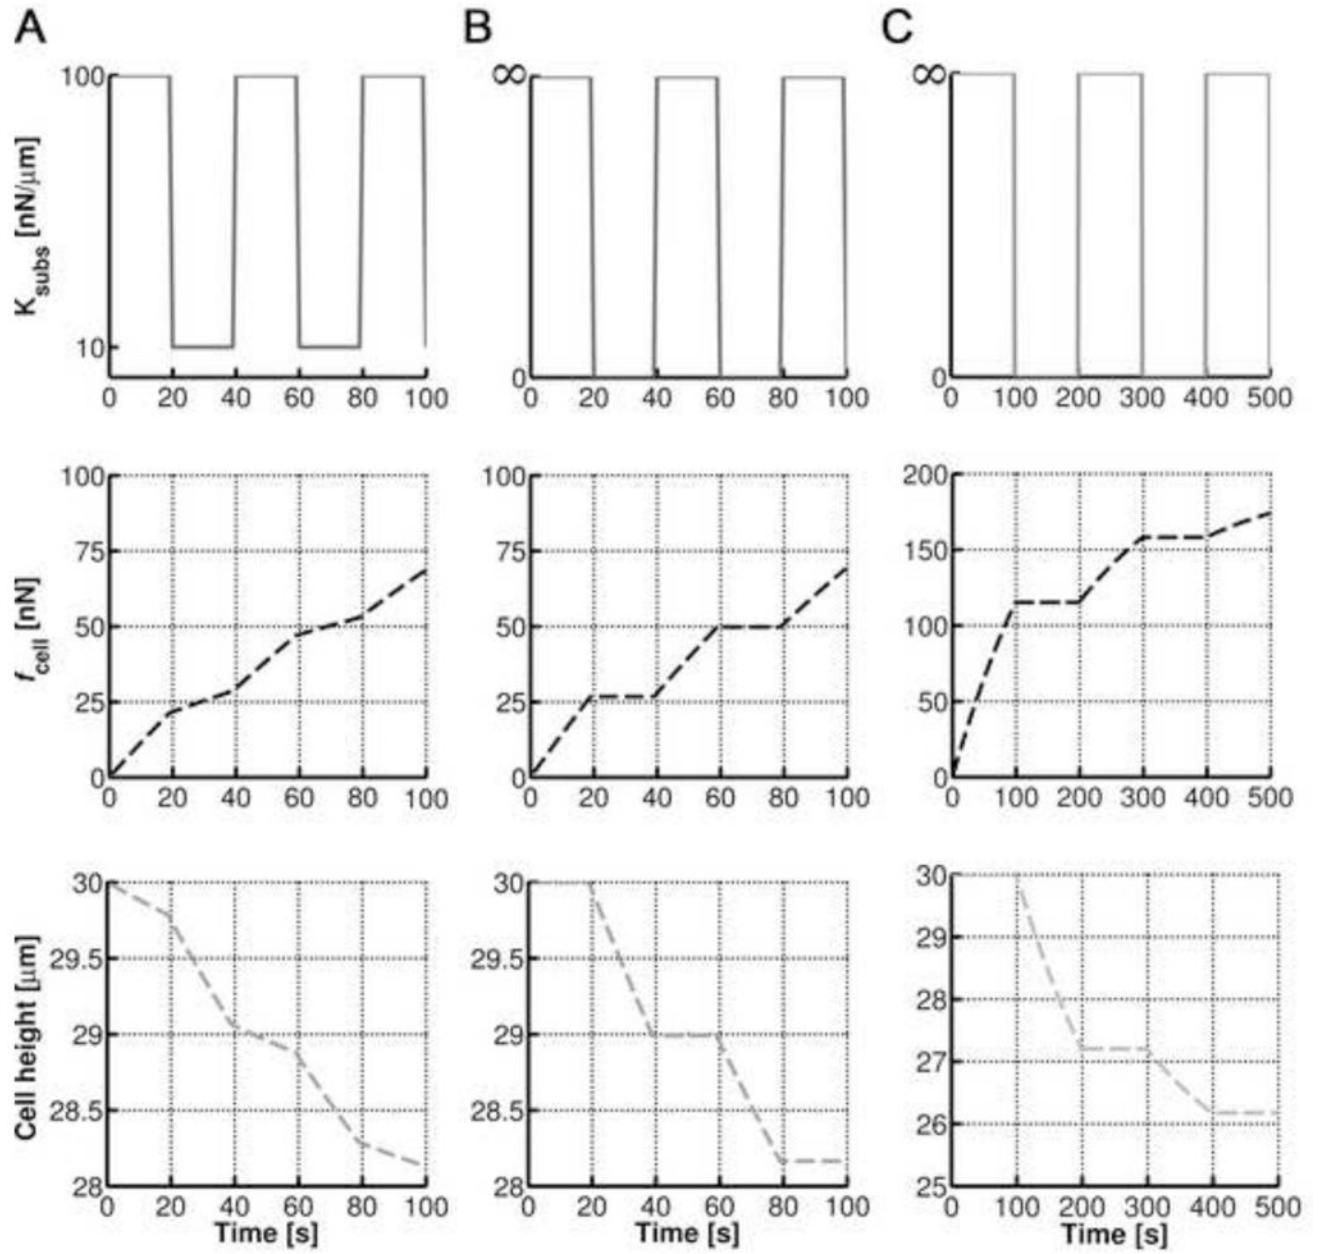 A B C
100 ∞ ∞
K_subs [nN/μm]
10 0 0
0 20 40 60 80 100 0 20 40 60 80 100 0 100 200 300 400 500
100 100 200
75 75 150
f_cell [nN]
50 50 100
25 25 50
0 0 0
0 20 40 60 80 100 0 20 40 60 80 100 0 100 200 300 400 500
30 30 30
29
29.5 29.5
28
Cell height [μm]
29 29
27
28.5 28.5
26
28 28 25
0 20 40 60 80 100 0 20 40 60 80 100 0 100 200 300 400 500
Time [s] Time [s] Time [s]